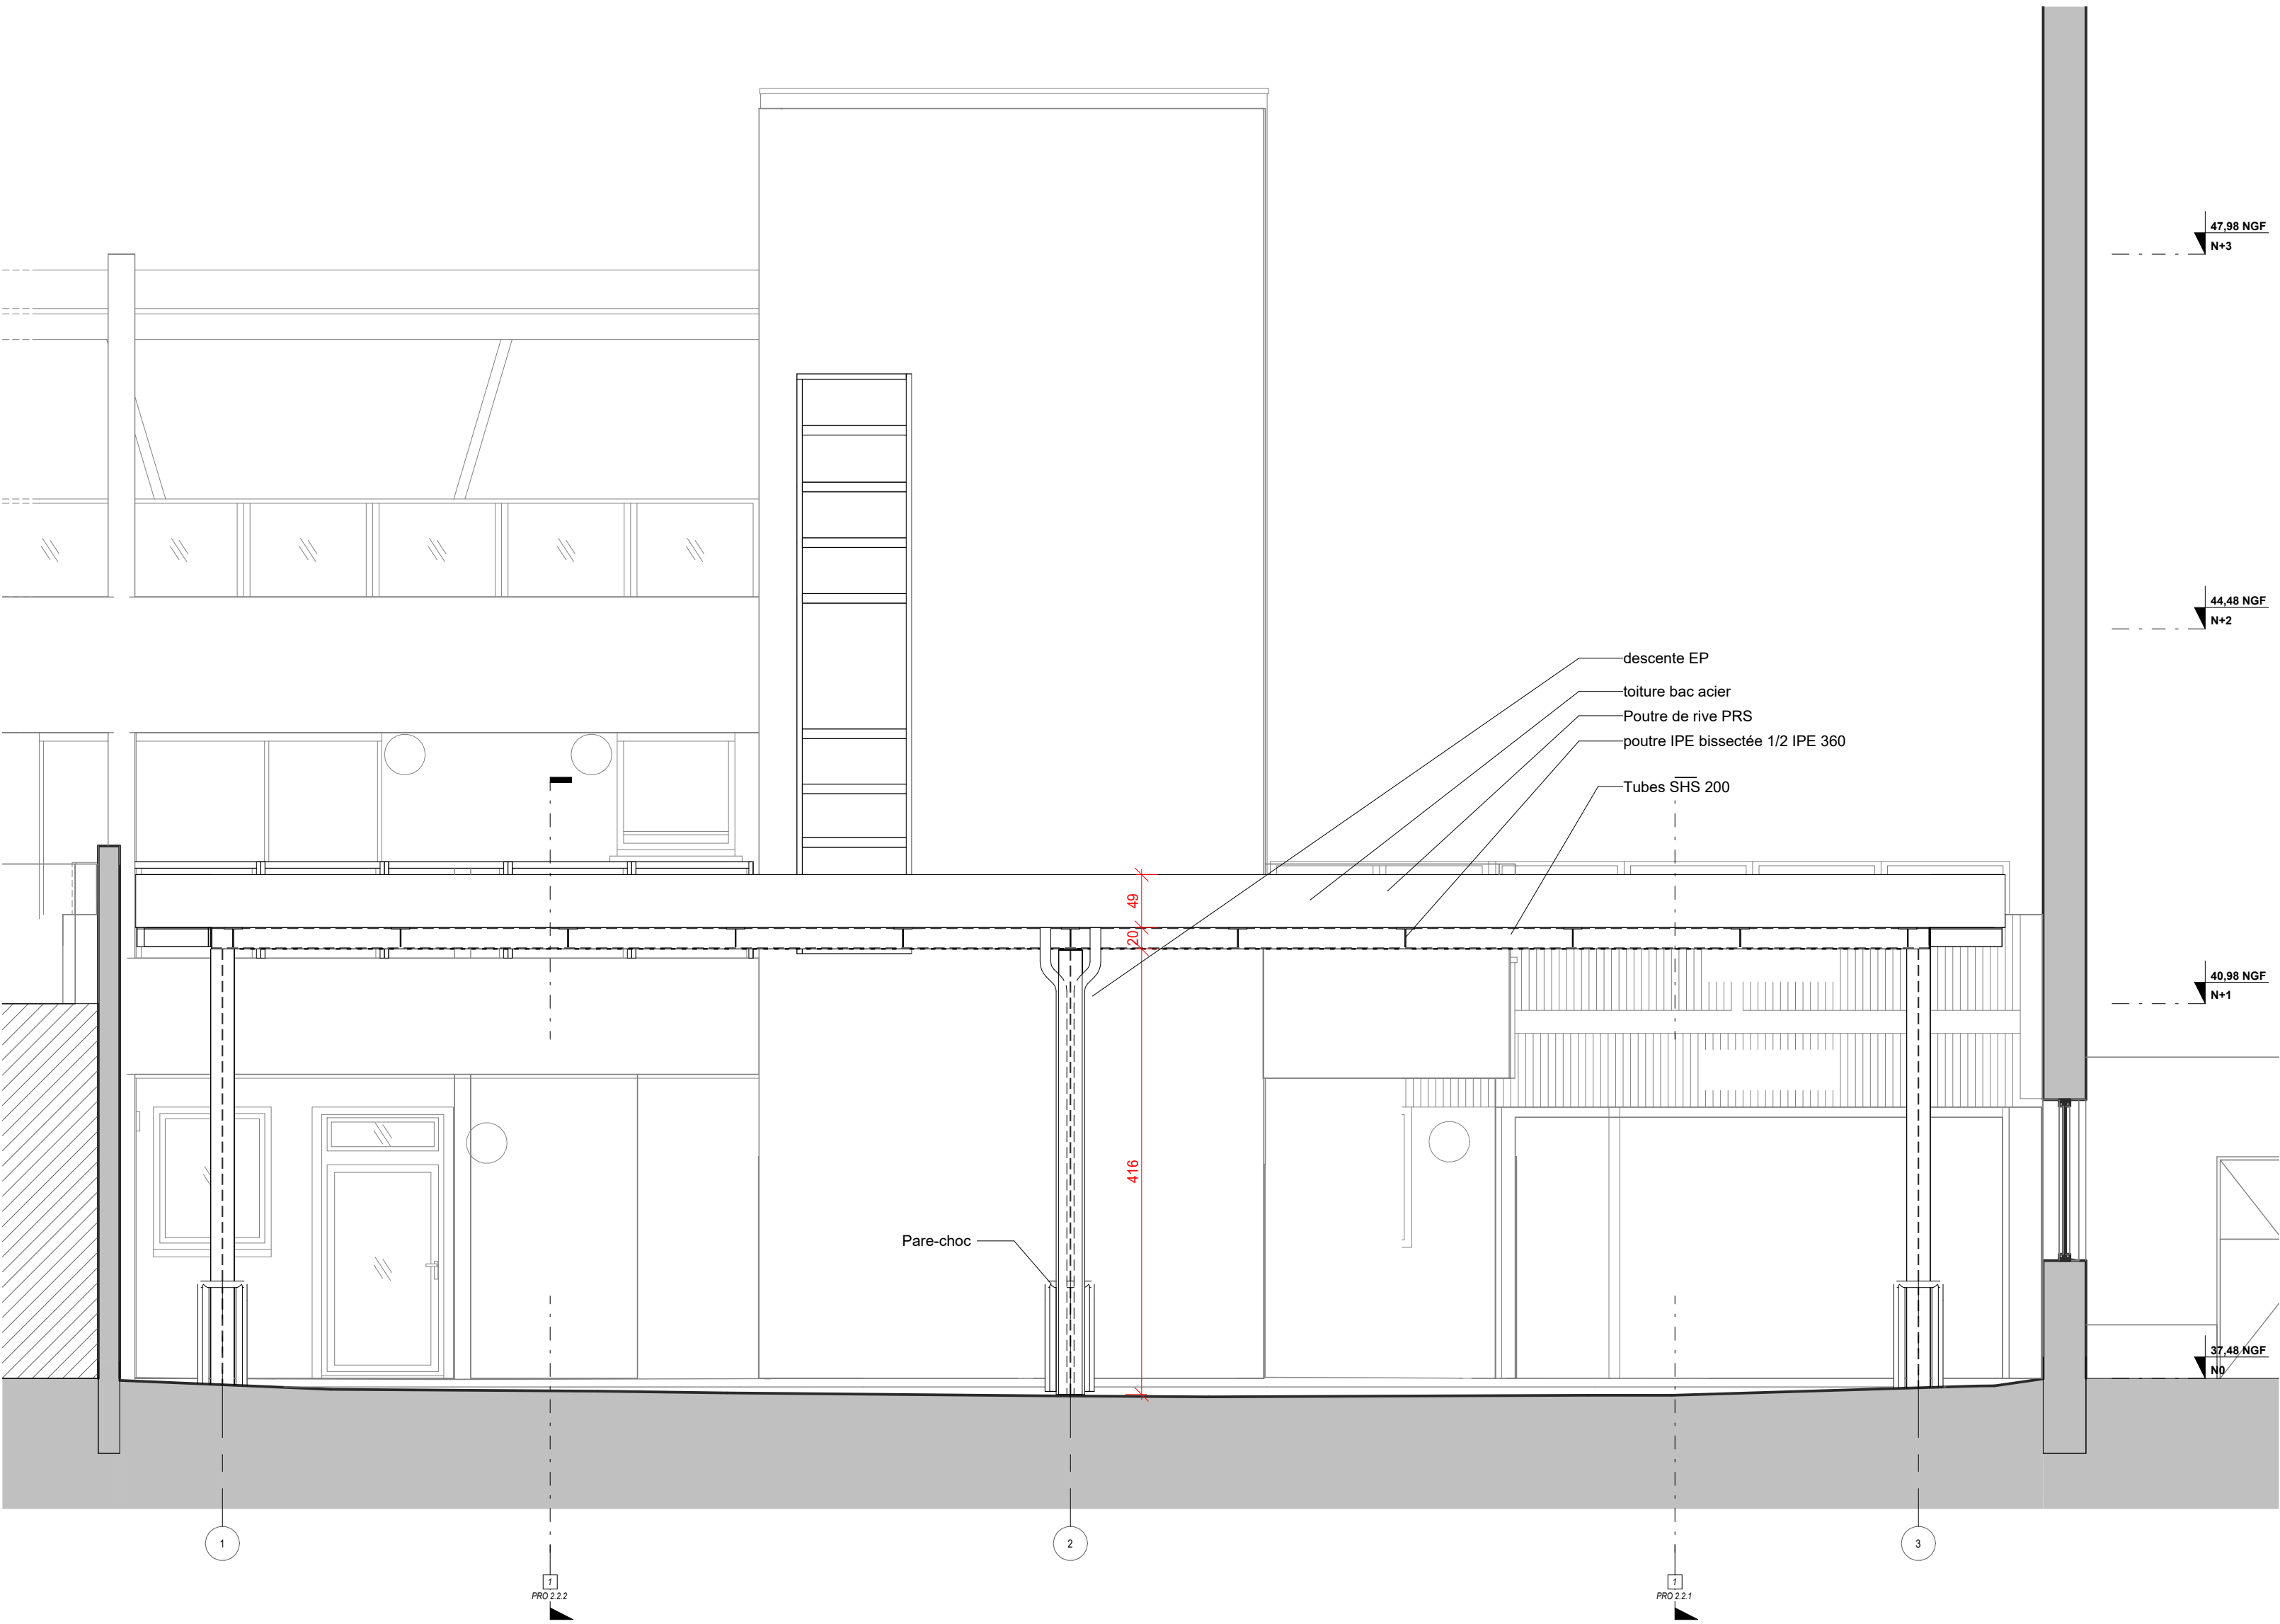 47,98 NGF
N+3
44,48 NGF
N+2
descente EP
toiture bac acier
Poutre de rive PRS
poutre IPE bissectée 1/2 IPE 360
Tubes SHS 200
49
20
40,98 NGF
N+1
416
Pare-choc
37,48 NGF
N0
1
2
3
1
PRO 2.2.2
1
PRO 2.2.1